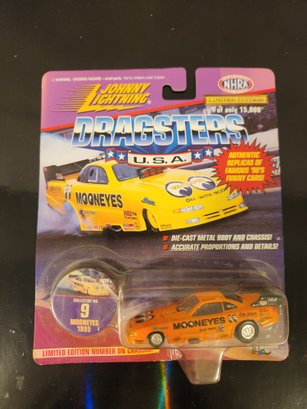 JOHNNY
LIGHTNING
NHRA
LIMITED EDITION
1 of only 15,000
DRAGSTERS
U.S.A.
AUTHENTIC
REPLICAS OF
FAMOUS '90'S
FUNNY CARS!
MOONEYES
DIE-CAST METAL BODY AND CHASSIS!
ACCURATE PROPORTIONS AND DETAILS!
COLLECTOR NO.
9
MOONEYES
1995
MOONEYES
LIMITED EDITION NUMBER ON CHASSIS